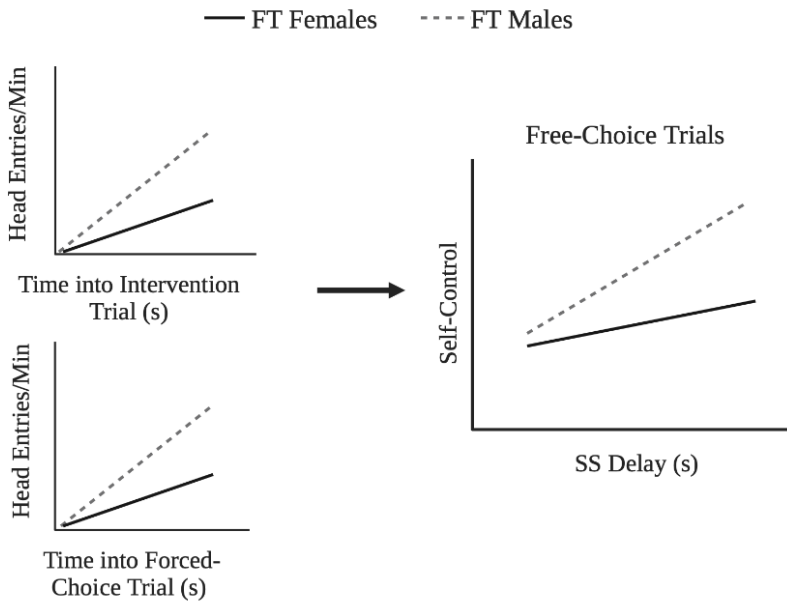 FT Females
FT Males
Head Entries/Min
Time into Intervention
Trial (s)
Head Entries/Min
Time into Forced-
Choice Trial (s)
Free-Choice Trials
Self-Control
SS Delay (s)